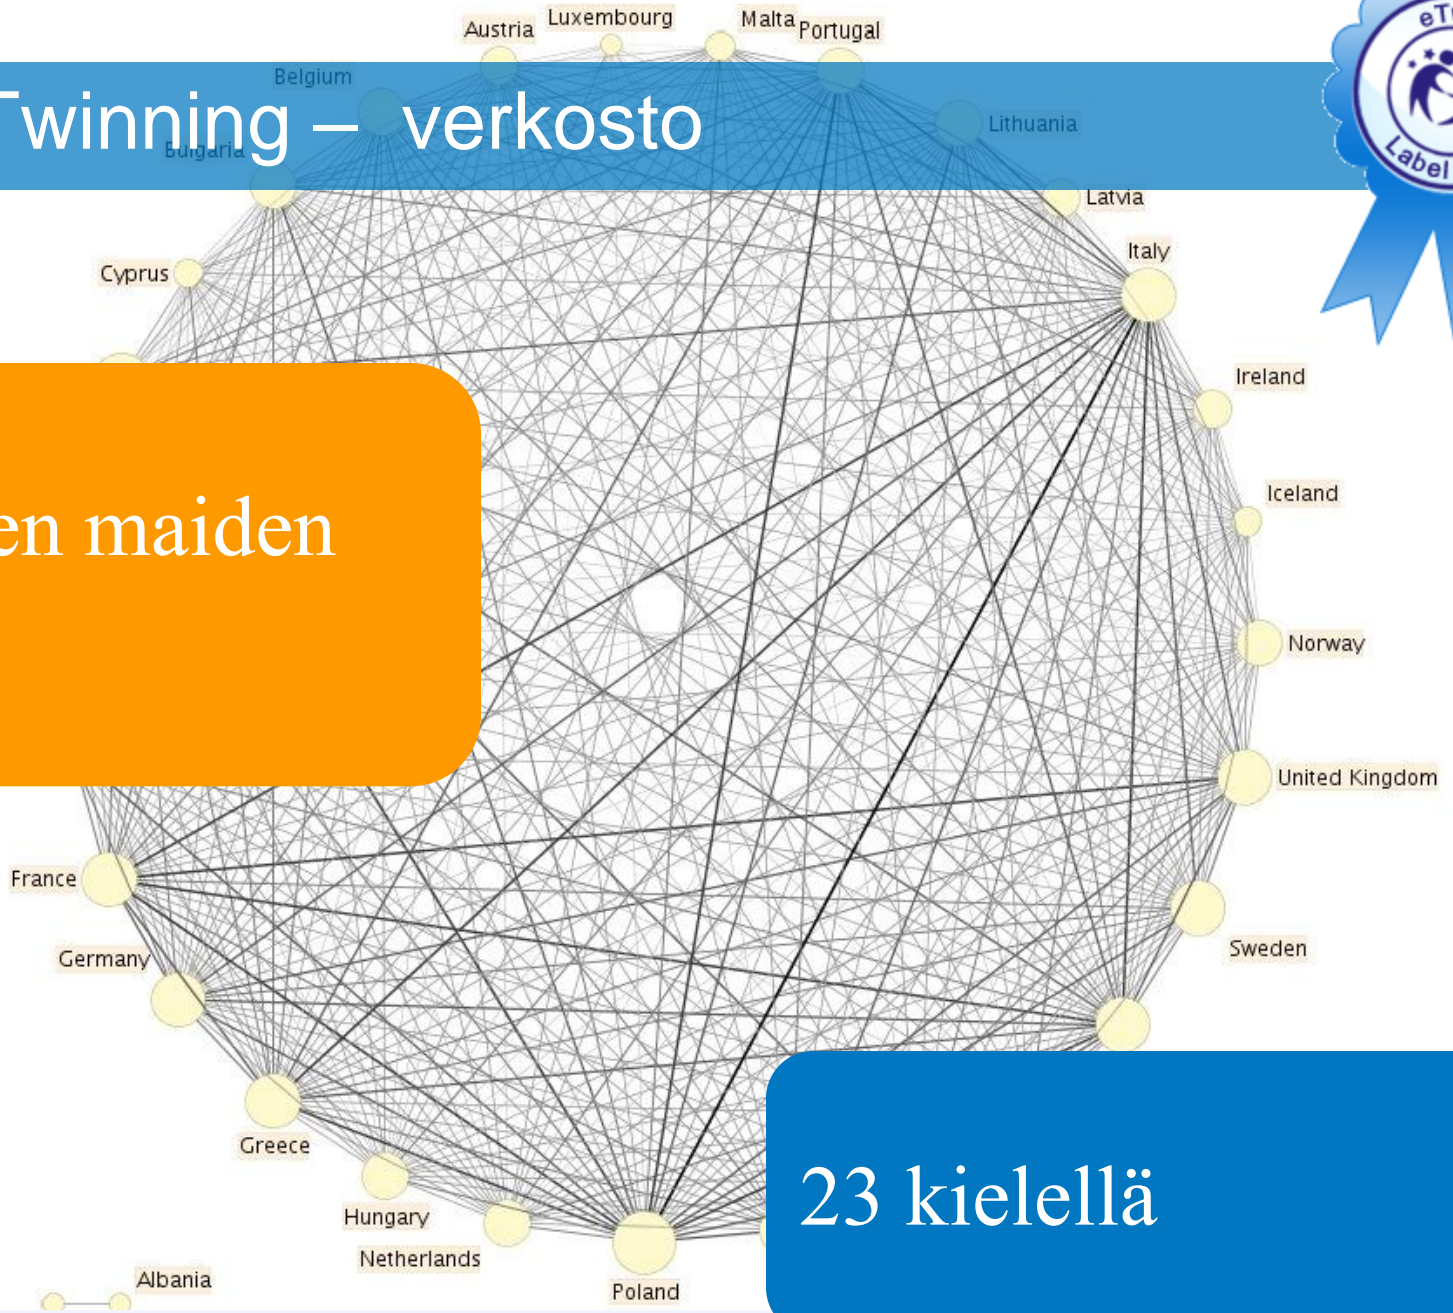 Luxembourg
Malta
Austria
Portugal
Belgium
Twinning – verkosto
Lithuania
Bulgaria
Label
Latvia
Italy
Cyprus
Ireland
Iceland
en maiden
Norway
United Kingdom
France
Sweden
Germany
Greece
23 kielellä
Hungary
Netherlands
Albania
Poland